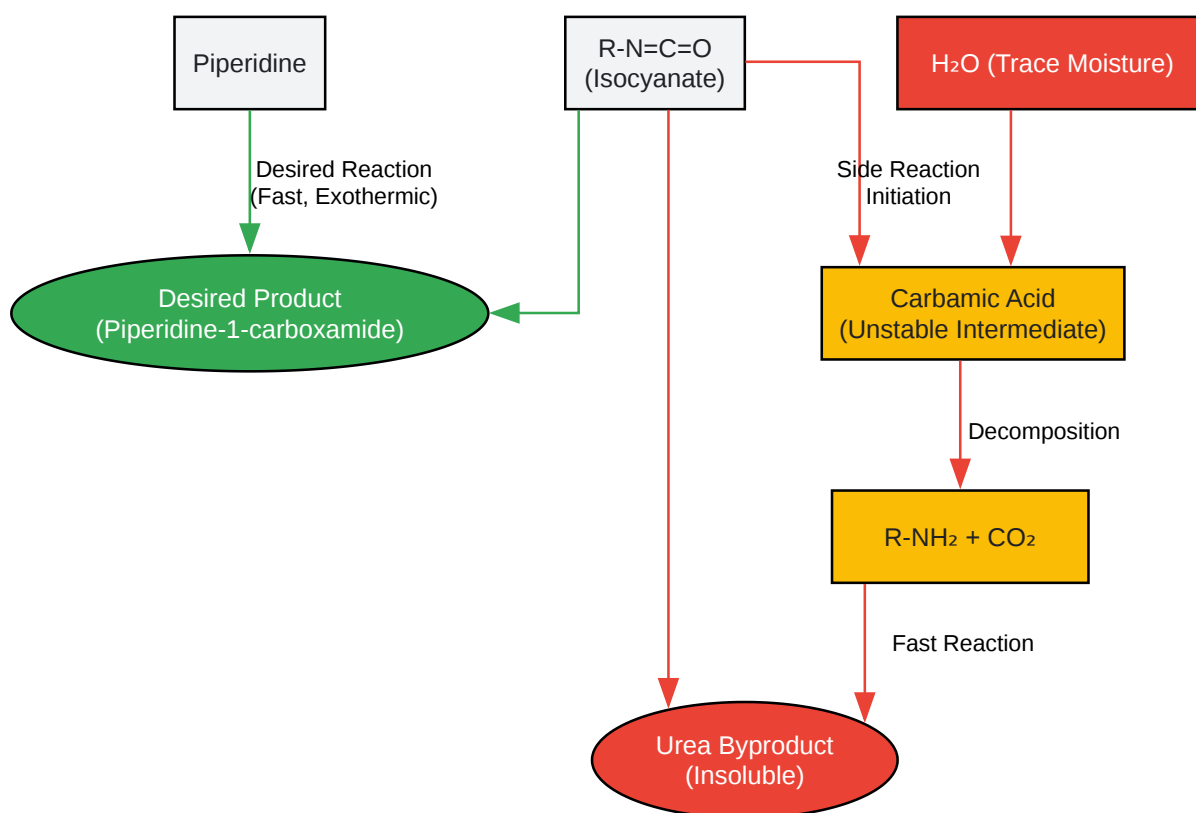 Piperidine
R-N=C=O
(Isocyanate)
H₂O (Trace Moisture)
Desired Reaction
(Fast, Exothermic)
Side Reaction
Initiation
Desired Product
(Piperidine-1-carboxamide)
Carbamic Acid
(Unstable Intermediate)
Decomposition
R-NH₂ + CO₂
Fast Reaction
Urea Byproduct
(Insoluble)